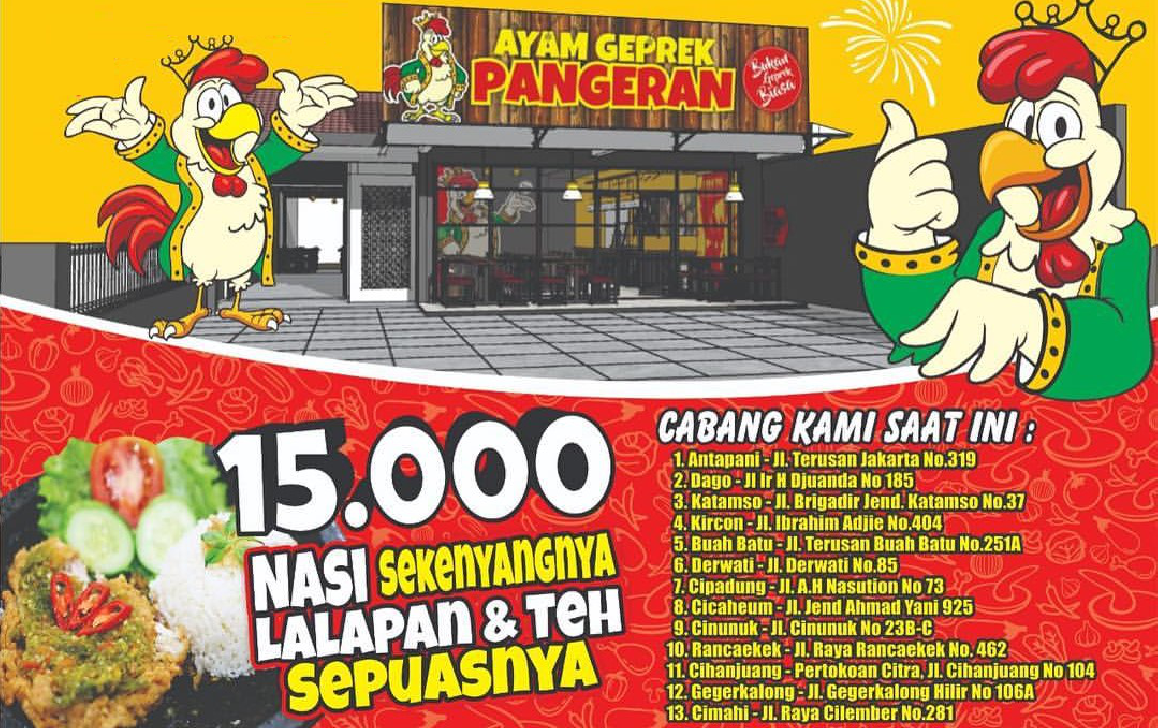 AYAM GEPREK
PANGERAN
Bukan
Geprek
Biasa
15.000
NASI SEKENYANGNYA
LALAPAN & TEH
SEPUASNYA
CABANG KAMI SAAT INI :
1. Antapani - Jl. Terusan Jakarta No.319
2. Dago - Jl Ir H Djuanda No 185
3. Katamso - Jl. Brigadir Jend. Katamso No.37
4. Kircon - Jl. Ibrahim Adjie No.404
5. Buah Batu - Jl. Terusan Buah Batu No.251A
6. Derwati - Jl. Derwati No.85
7. Cipadung - Jl. A.H Nasution No 73
8. Cicaheum - Jl. Jend Ahmad Yani 925
9. Cinunuk - Jl. Cinunuk No 23B-C
10. Rancaekek - Jl. Raya Rancaekek No, 462
11. Cihanjuang - Pertokoan Citra, Jl. Cihanjuang No 104
12. Gegerkalong - Jl. Gegerkalong Hilir No 106A
13. Cimahi - Jl. Raya Cilember No.281